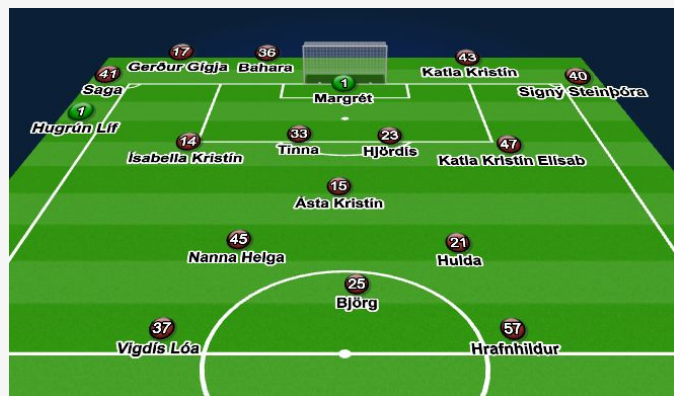 17
Gerður Gígja
36
Bahara
43
Katla Kristín
41
Saga
40
Signý Steinþóra
1
Margrét
1
Hugrún Líf
14
Ísabella Kristín
33
Tinna
23
Hjördís
47
Katla Kristín Elísab
15
Ásta Kristín
45
Nanna Helga
21
Hulda
25
Björg
37
Vigdís Lóa
57
Hrafnhildur